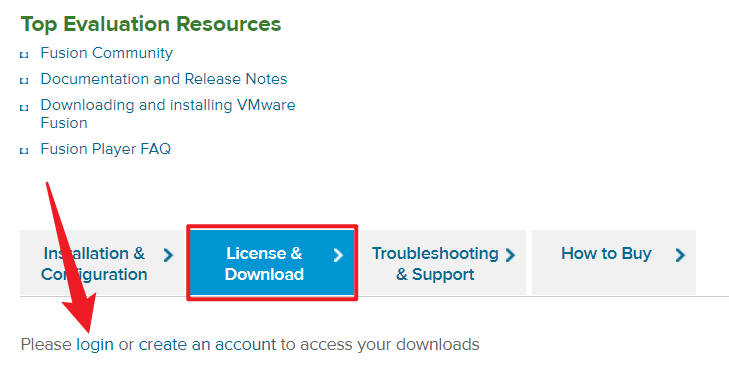 Top Evaluation Resources
Fusion Community
Documentation and Release Notes
Downloading and installing VMware
Fusion
Fusion Player FAQ
Installation &
Configuration
License &
Download
Troubleshooting
& Support
How to Buy
Please login or create an account to access your downloads